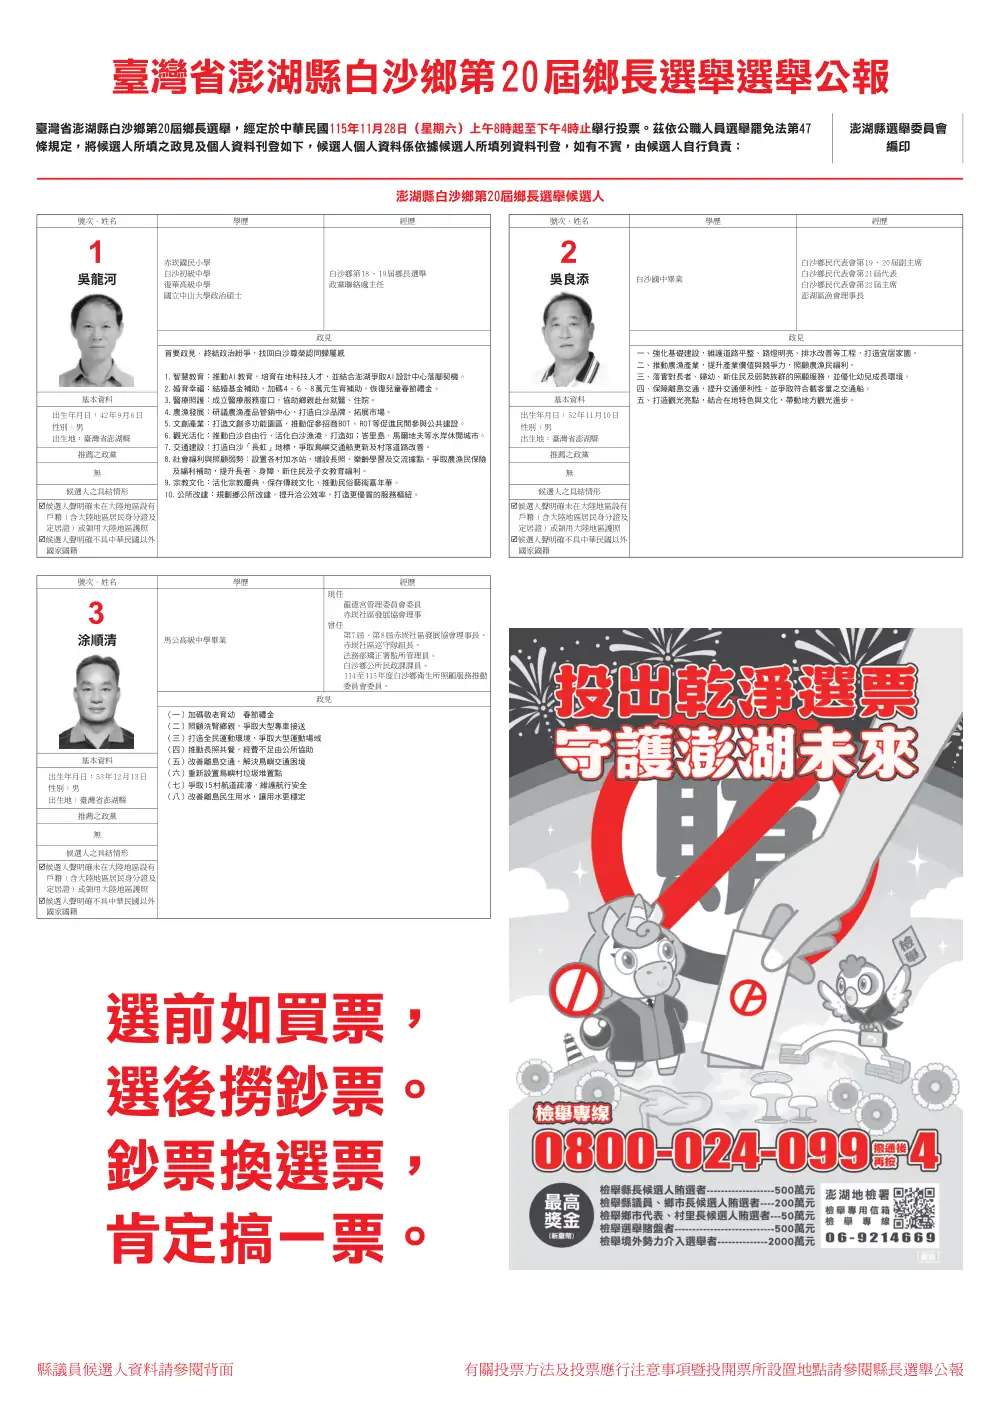 臺灣省澎湖縣白沙鄉第20屆鄉長選舉選舉公報
臺灣省澎湖縣白沙鄉第20屆鄉長選舉，經定於中華民國115年11月28日（星期六）上午8時起至下午4時止舉行投票。茲依公職人員選舉罷免法第47
條規定，將候選人所填之政見及個人資料刊登如下，候選人個人資料係依據候選人所填列資料刊登，如有不實，由候選人自行負責：
澎湖縣選舉委員會
編印
澎湖縣白沙鄉第20屆鄉長選舉候選人
號次、姓名
學歷
經歷
1
吳龍河
赤崁國民小學
白沙初級中學
復華高級中學
國立中山大學政治碩士
白沙鄉第18、19屆鄉長選舉
政黨聯絡處主任
政見
首要政見．終結政治紛爭，找回白沙尊榮認同歸屬感
1.智慧教育：推動AI教育，培育在地科技人才，並結合澎湖爭取AI設計中心落腳契機。
2.婚育幸福：結婚基金補助，加碼4、6、8萬元生育補助，恢復兒童春節禮金。
3.醫療照護：成立醫療服務窗口，協助鄉親赴台就醫、住院。
4.農漁發展：研議農漁產品管銷中心，打造白沙品牌、拓展市場。
5.文創產業：打造文創多功能園區，推動促參招商BOT、ROT等促進民間參與公共建設。
6.觀光活化：推動白沙自由行，活化白沙漁港，打造如；峇里島、馬爾地夫等水岸休閒城市。
7.交通建設：打造白沙「長虹」地標，爭取鳥嶼交通船更新及村落道路改善。
8.社會福利與照顧弱勢：設置各村加水站，增設長照、樂齡學習及交流據點，爭取農漁民保險
及福利補助，提升長者、身障、新住民及子女教育福利。
9.宗教文化：活化宗教慶典，保存傳統文化，推動民俗藝術嘉年華。
10.公所改建：規劃鄉公所改建，提升洽公效率，打造更優質的服務樞紐。
基本資料
出生年月日：42年9月6日
性別：男
出生地：臺灣省澎湖縣
推薦之政黨
無
候選人之具結情形
☑候選人聲明確未在大陸地區設有
戶籍（含大陸地區居民身分證及
定居證）或領用大陸地區護照
☑候選人聲明確不具中華民國以外
國家國籍
號次、姓名
學歷
經歷
2
吳良添
白沙國中畢業
白沙鄉民代表會第19、20屆副主席
白沙鄉民代表會第21屆代表
白沙鄉民代表會第22屆主席
澎湖區漁會理事長
政見
一、強化基礎建設，維護道路平整、路燈明亮、排水改善等工程，打造宜居家園。
二、推動農漁產業，提升產業價值與競爭力，照顧農漁民福利。
三、落實對長者、婦幼、新住民及弱勢族群的照顧服務，並優化幼兒成長環境。
四、保障離島交通，提升交通便利性，並爭取符合載客量之交通船。
五、打造觀光亮點，結合在地特色與文化，帶動地方觀光進步。
基本資料
出生年月日：52年11月10日
性別：男
出生地：臺灣省澎湖縣
推薦之政黨
無
候選人之具結情形
☑候選人聲明確未在大陸地區設有
戶籍（含大陸地區居民身分證及
定居證）或領用大陸地區護照
☑候選人聲明確不具中華民國以外
國家國籍
號次、姓名
學歷
經歷
3
涂順清
馬公高級中學畢業
現任
龍德宮管理委員會委員
赤崁社區發展協會理事
曾任
第7屆、第8屆赤崁社區發展協會理事長。
赤崁社區巡守隊組長。
法務部矯正署監所管理員。
白沙鄉公所民政課課員。
114至115年度白沙鄉衛生所照顧服務推動
委員會委員。
政見
（一）加碼敬老育幼　春節禮金
（二）照顧洗腎鄉親，爭取大型專車接送
（三）打造全民運動環境，爭取大型運動場域
（四）推動長照共餐，經費不足由公所協助
（五）改善離島交通，解決鳥嶼交通困境
（六）重新設置鳥嶼村垃圾堆置點
（七）爭取15村航道疏濬，維護航行安全
（八）改善離島民生用水，讓用水更穩定
基本資料
出生年月日：53年12月13日
性別：男
出生地：臺灣省澎湖縣
推薦之政黨
無
候選人之具結情形
☑候選人聲明確未在大陸地區設有
戶籍（含大陸地區居民身分證及
定居證）或領用大陸地區護照
☑候選人聲明確不具中華民國以外
國家國籍
投出乾淨選票
守護澎湖未來
賄
檢舉
檢舉專線
0800-024-099撥通後再按4
最高
獎金
(新臺幣)
檢舉縣長候選人賄選者-------------------500萬元
檢舉縣議員、鄉市長候選人賄選者----200萬元
檢舉鄉市代表、村里長候選人賄選者---50萬元
檢舉選舉賭盤者----------------------------500萬元
檢舉境外勢力介入選舉者--------------2000萬元
澎湖地檢署
檢舉專用信箱
檢舉專線
06-9214669
選前如買票，
選後撈鈔票。
鈔票換選票，
肯定搞一票。
縣議員候選人資料請參閱背面
有關投票方法及投票應行注意事項暨投開票所設置地點請參閱縣長選舉公報